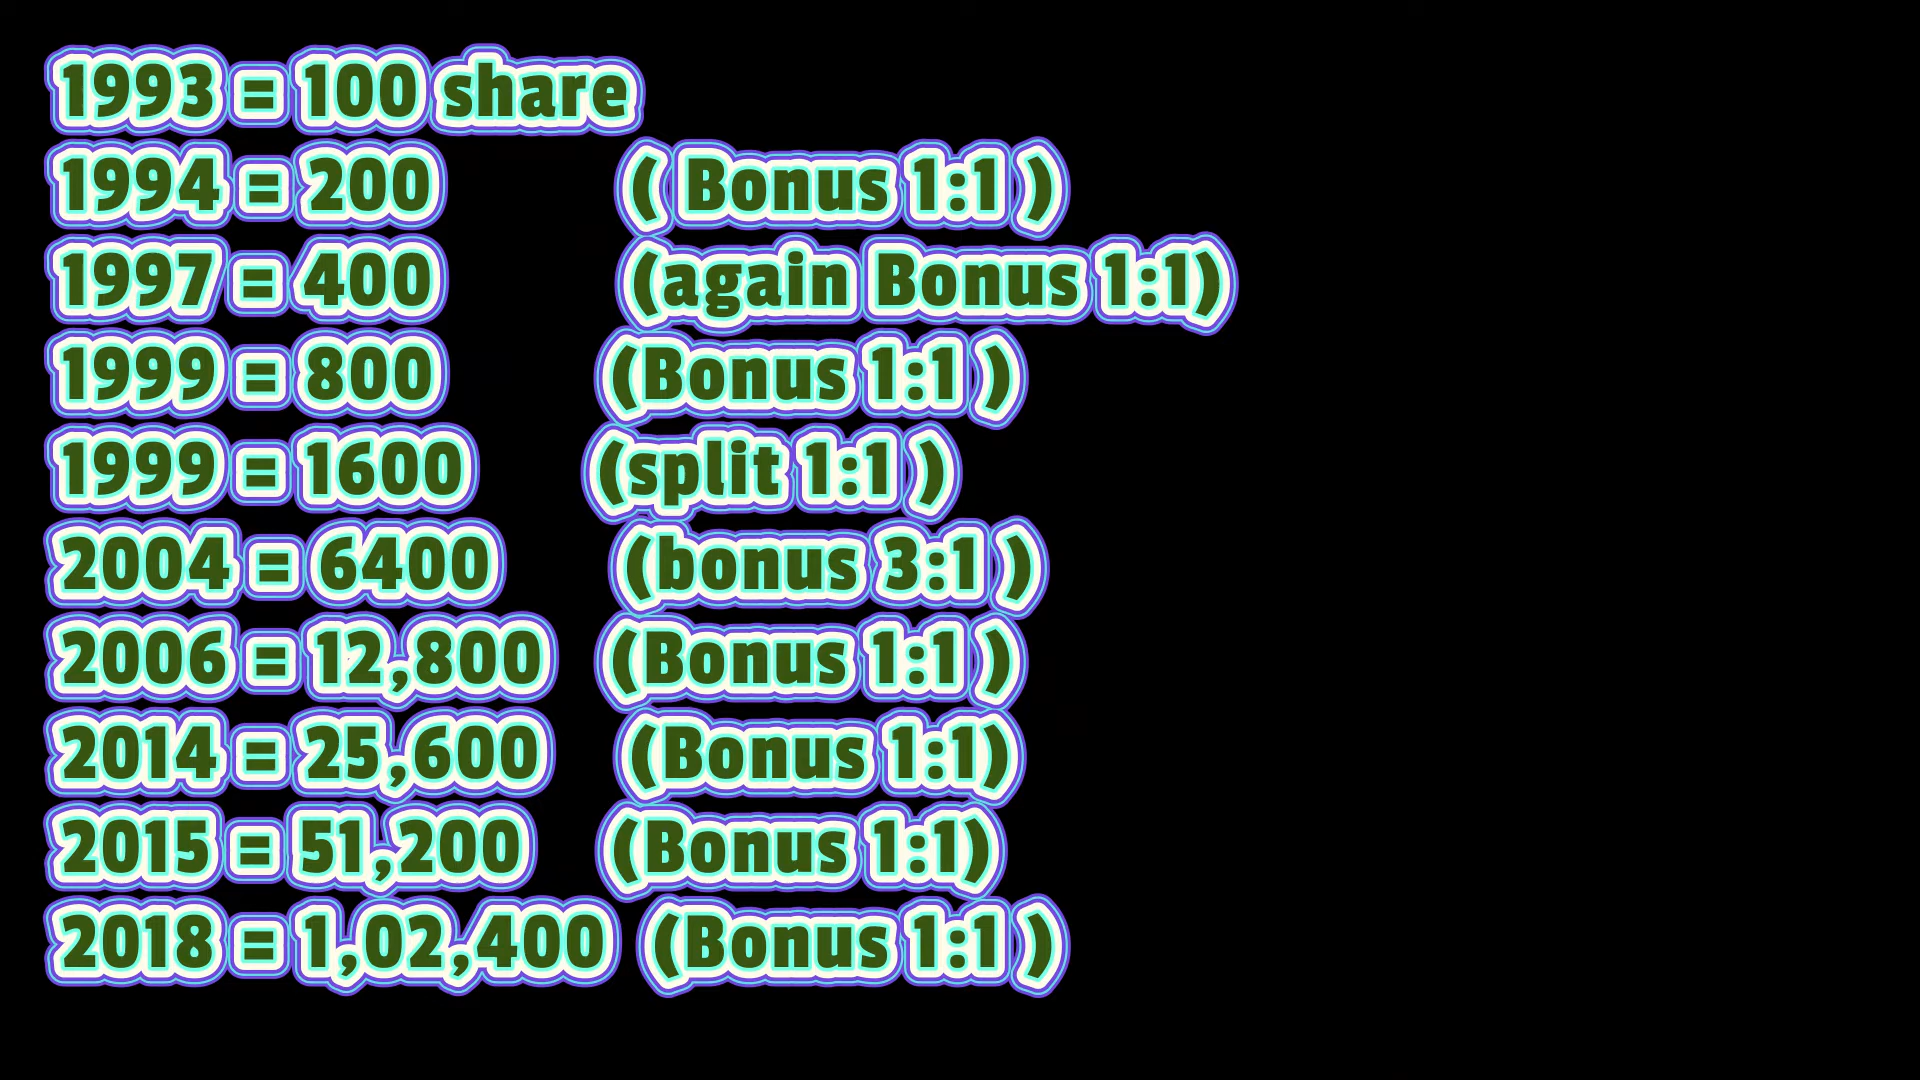 1993 = 100 share
1994 = 200 ( Bonus 1:1 )
1997 = 400 (again Bonus 1:1)
1999 = 800 (Bonus 1:1 )
1999 = 1600 (split 1:1 )
2004 = 6400 (bonus 3:1 )
2006 = 12,800 (Bonus 1:1 )
2014 = 25,600 (Bonus 1:1)
2015 = 51,200 (Bonus 1:1)
2018 = 1,02,400 (Bonus 1:1 )